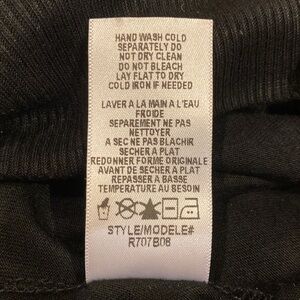 HAND WASH COLD
SEPARATELY DO
NOT DRY CLEAN
DO NOT BLEACH
LAY FLAT TO DRY
COLD IRON IF NEEDED
LAVER A LA MAIN A L'EAU
FROIDE
SEPAREMENT NE PAS
NETTOYER
A SEC NE PAS BLACHIR
SECHER A PLAT
REDONNER FORME ORIGINALE
AVANT DE SECHER A PLAT
REPASSER A BASSE
TEMPERATURE AU BESOIN
STYLE/MODELE#
R707B08